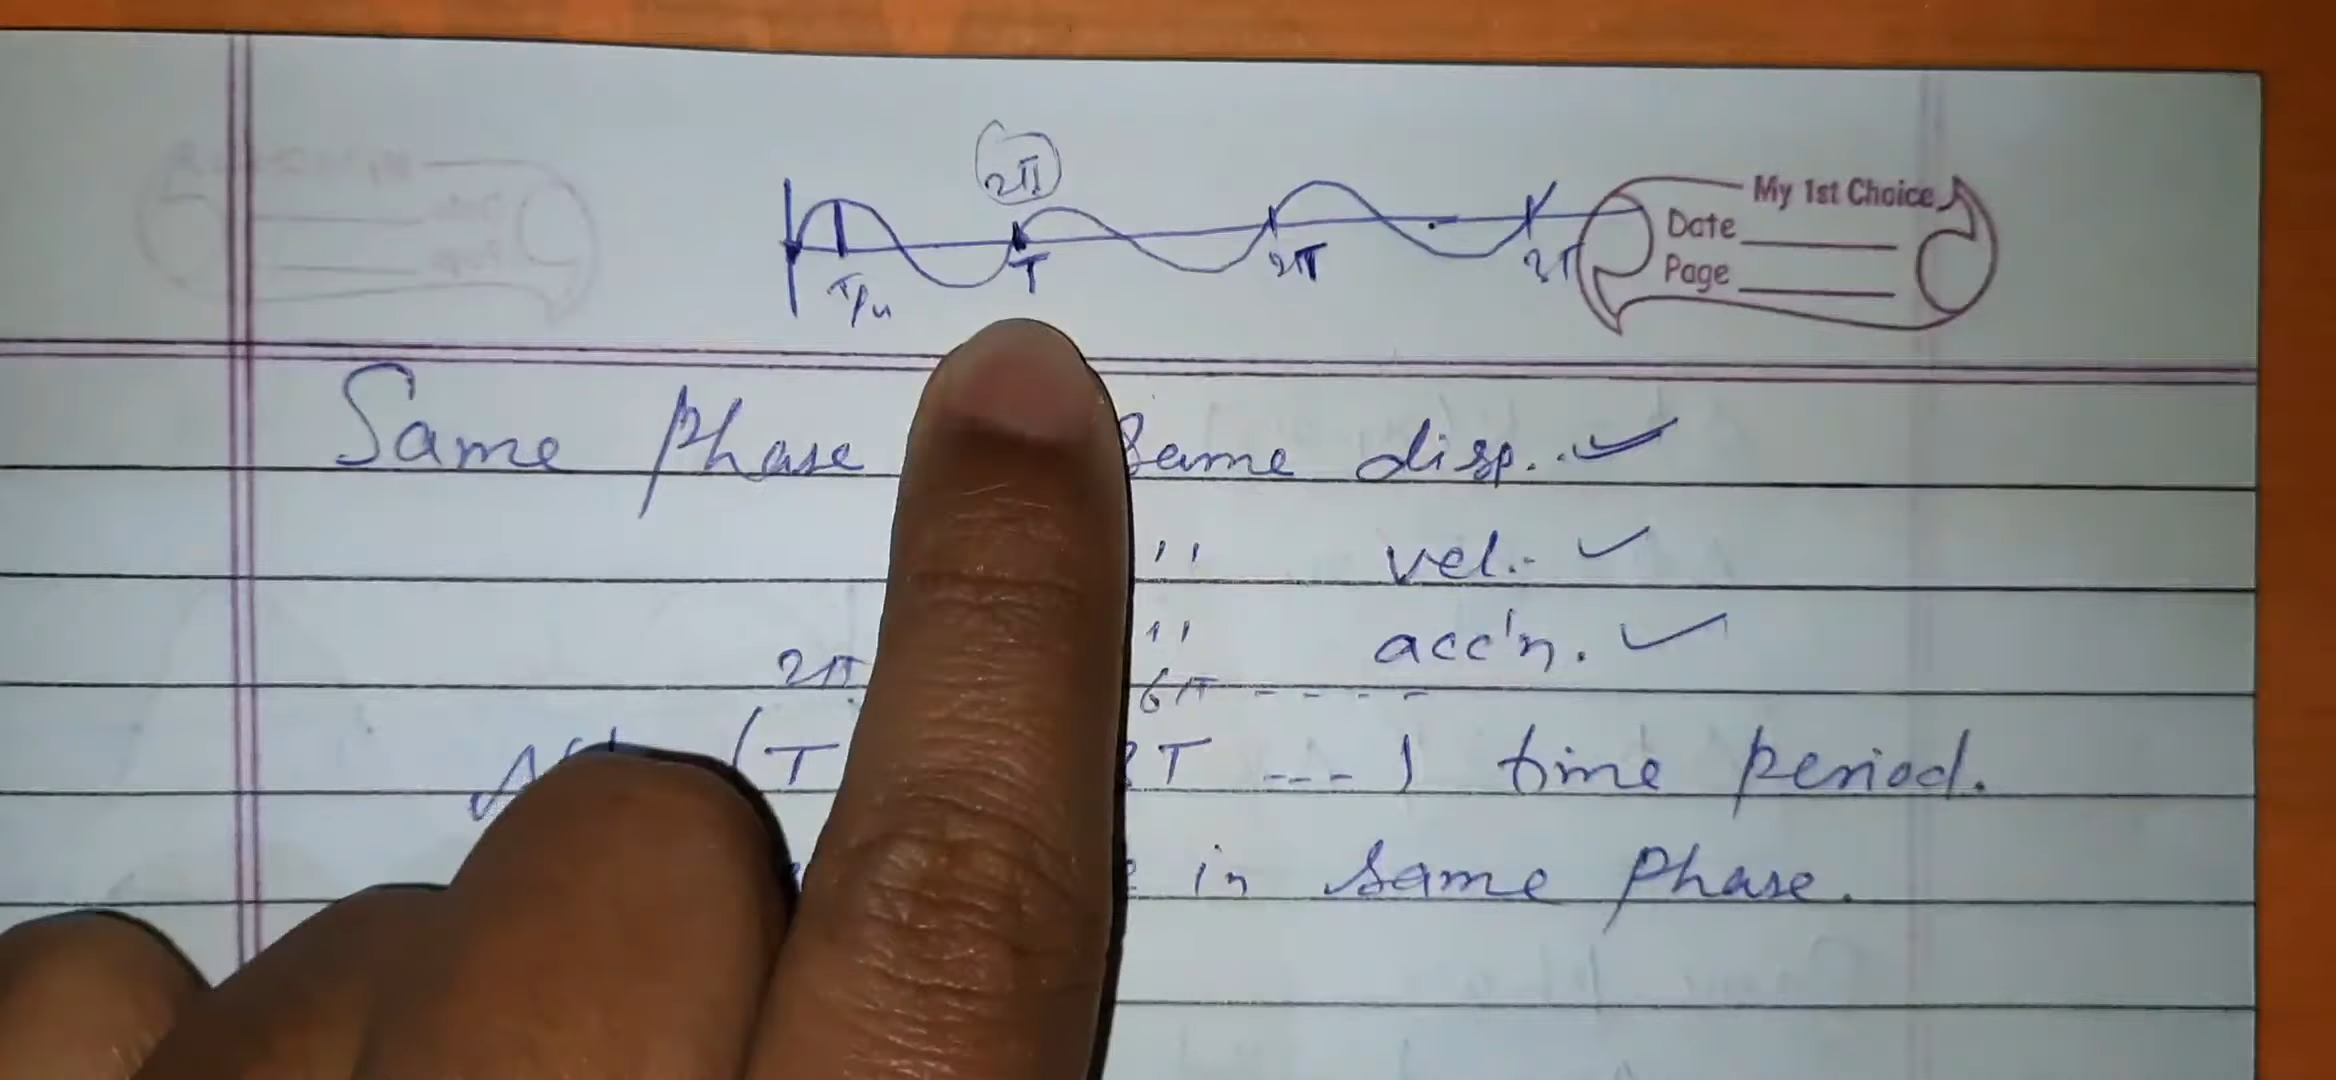 My 1st Choice
Date
Page
2π
T/4
T
2T
3T
Same phase Same disp. ✓
" vel. ✓
" acc'n. ✓
2π 6π ----
(T 3T ---) time period.
in same phase.